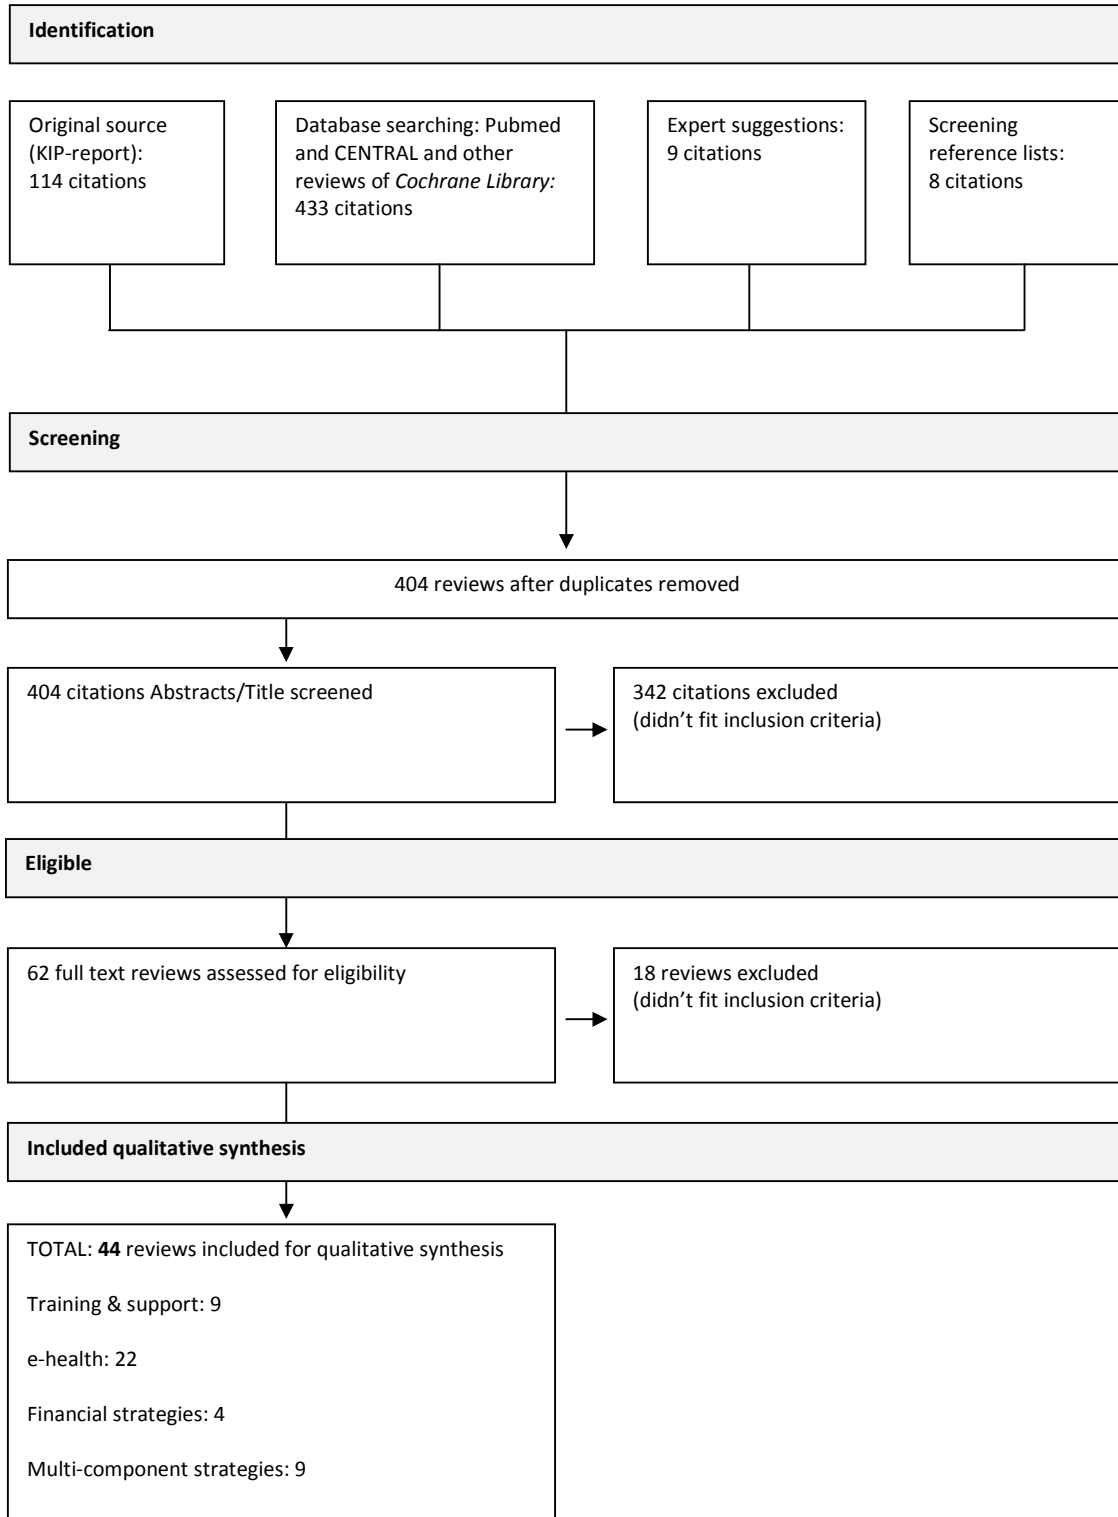 Identification
Original source
(KIP-report):
114 citations
Database searching: Pubmed
and CENTRAL and other
reviews of Cochrane Library:
433 citations
Expert suggestions:
9 citations
Screening
reference lists:
8 citations
Screening
404 reviews after duplicates removed
404 citations Abstracts/Title screened
342 citations excluded
(didn’t fit inclusion criteria)
Eligible
62 full text reviews assessed for eligibility
18 reviews excluded
(didn’t fit inclusion criteria)
Included qualitative synthesis
TOTAL: 44 reviews included for qualitative synthesis
Training & support: 9
e-health: 22
Financial strategies: 4
Multi-component strategies: 9